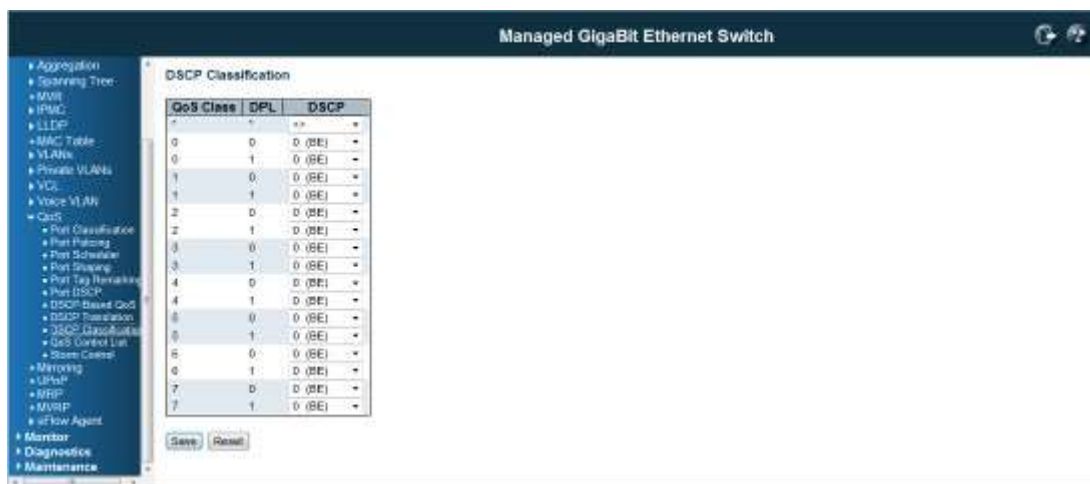 Managed GigaBit Ethernet Switch
Aggregation
Spanning Tree
MVR
IPMC
LLDP
MAC Table
VLANs
Private VLANs
VCL
Voice VLAN
QoS
Port Classification
Port Policing
Port Scheduler
Port Shaping
Port Tag Remarking
Port DSCP
DSCP-Based QoS
DSCP Translation
DSCP Classification
QoS Control List
Storm Control
Mirroring
UPnP
MRP
MVRP
sFlow Agent
Monitor
Diagnostics
Maintenance
DSCP Classification
QoS Class DPL DSCP
* * <>
0 0 0 (BE)
0 1 0 (BE)
1 0 0 (BE)
1 1 0 (BE)
2 0 0 (BE)
2 1 0 (BE)
3 0 0 (BE)
3 1 0 (BE)
4 0 0 (BE)
4 1 0 (BE)
5 0 0 (BE)
5 1 0 (BE)
6 0 0 (BE)
6 1 0 (BE)
7 0 0 (BE)
7 1 0 (BE)
Save Reset